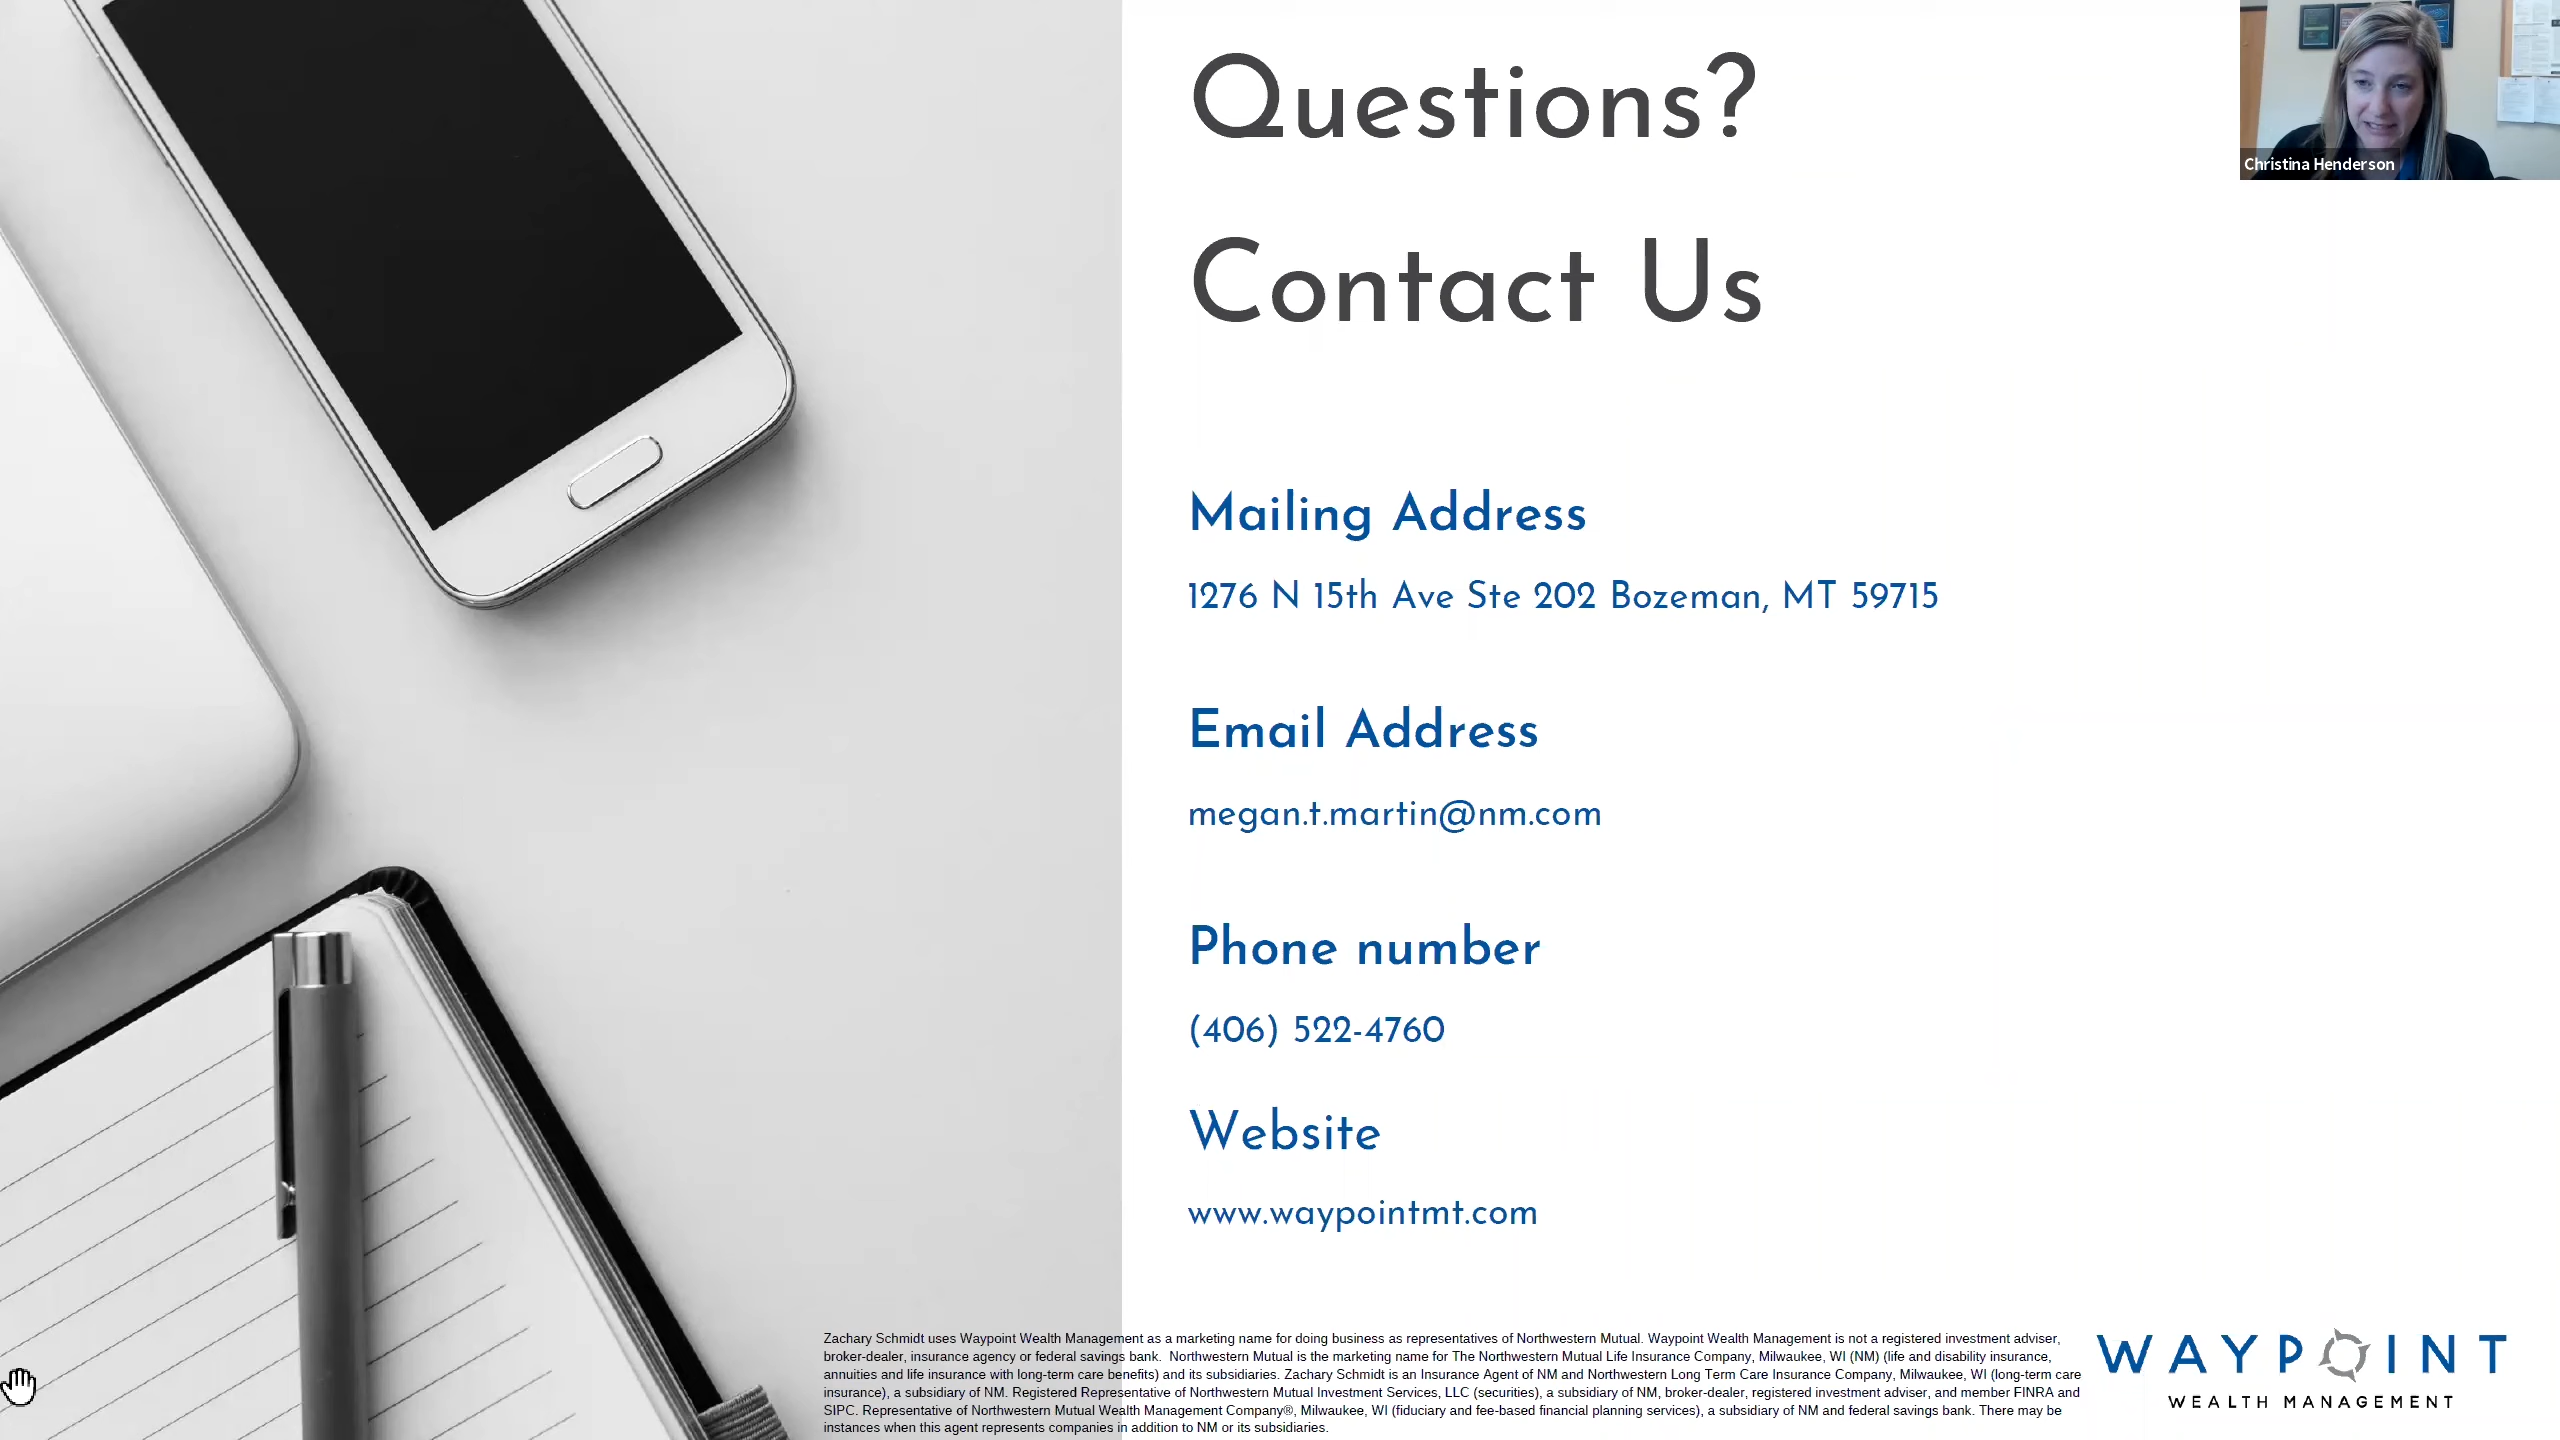 Questions?
Contact Us
Christina Henderson
Mailing Address
1276 N 15th Ave Ste 202 Bozeman, MT 59715
Email Address
megan.t.martin@nm.com
Phone number
(406) 522-4760
Website
www.waypointmt.com
Zachary Schmidt uses Waypoint Wealth Management as a marketing name for doing business as representatives of Northwestern Mutual. Waypoint Wealth Management is not a registered investment adviser,
broker-dealer, insurance agency or federal savings bank.  Northwestern Mutual is the marketing name for The Northwestern Mutual Life Insurance Company, Milwaukee, WI (NM) (life and disability insurance,
annuities and life insurance with long-term care benefits) and its subsidiaries. Zachary Schmidt is an Insurance Agent of NM and Northwestern Long Term Care Insurance Company, Milwaukee, WI (long-term care
insurance), a subsidiary of NM. Registered Representative of Northwestern Mutual Investment Services, LLC (securities), a subsidiary of NM, broker-dealer, registered investment adviser, and member FINRA and
SIPC. Representative of Northwestern Mutual Wealth Management Company®, Milwaukee, WI (fiduciary and fee-based financial planning services), a subsidiary of NM and federal savings bank. There may be
instances when this agent represents companies in addition to NM or its subsidiaries.
WAYPOINT
WEALTH MANAGEMENT